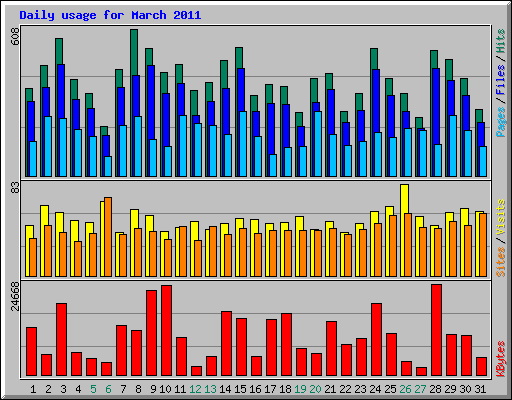 Daily usage for March 2011
608
Pages / Files / Hits
83
Sites / Visits
24668
KBytes
1 2 3 4 5 6 7 8 9 10 11 12 13 14 15 16 17 18 19 20 21 22 23 24 25 26 27 28 29 30 31